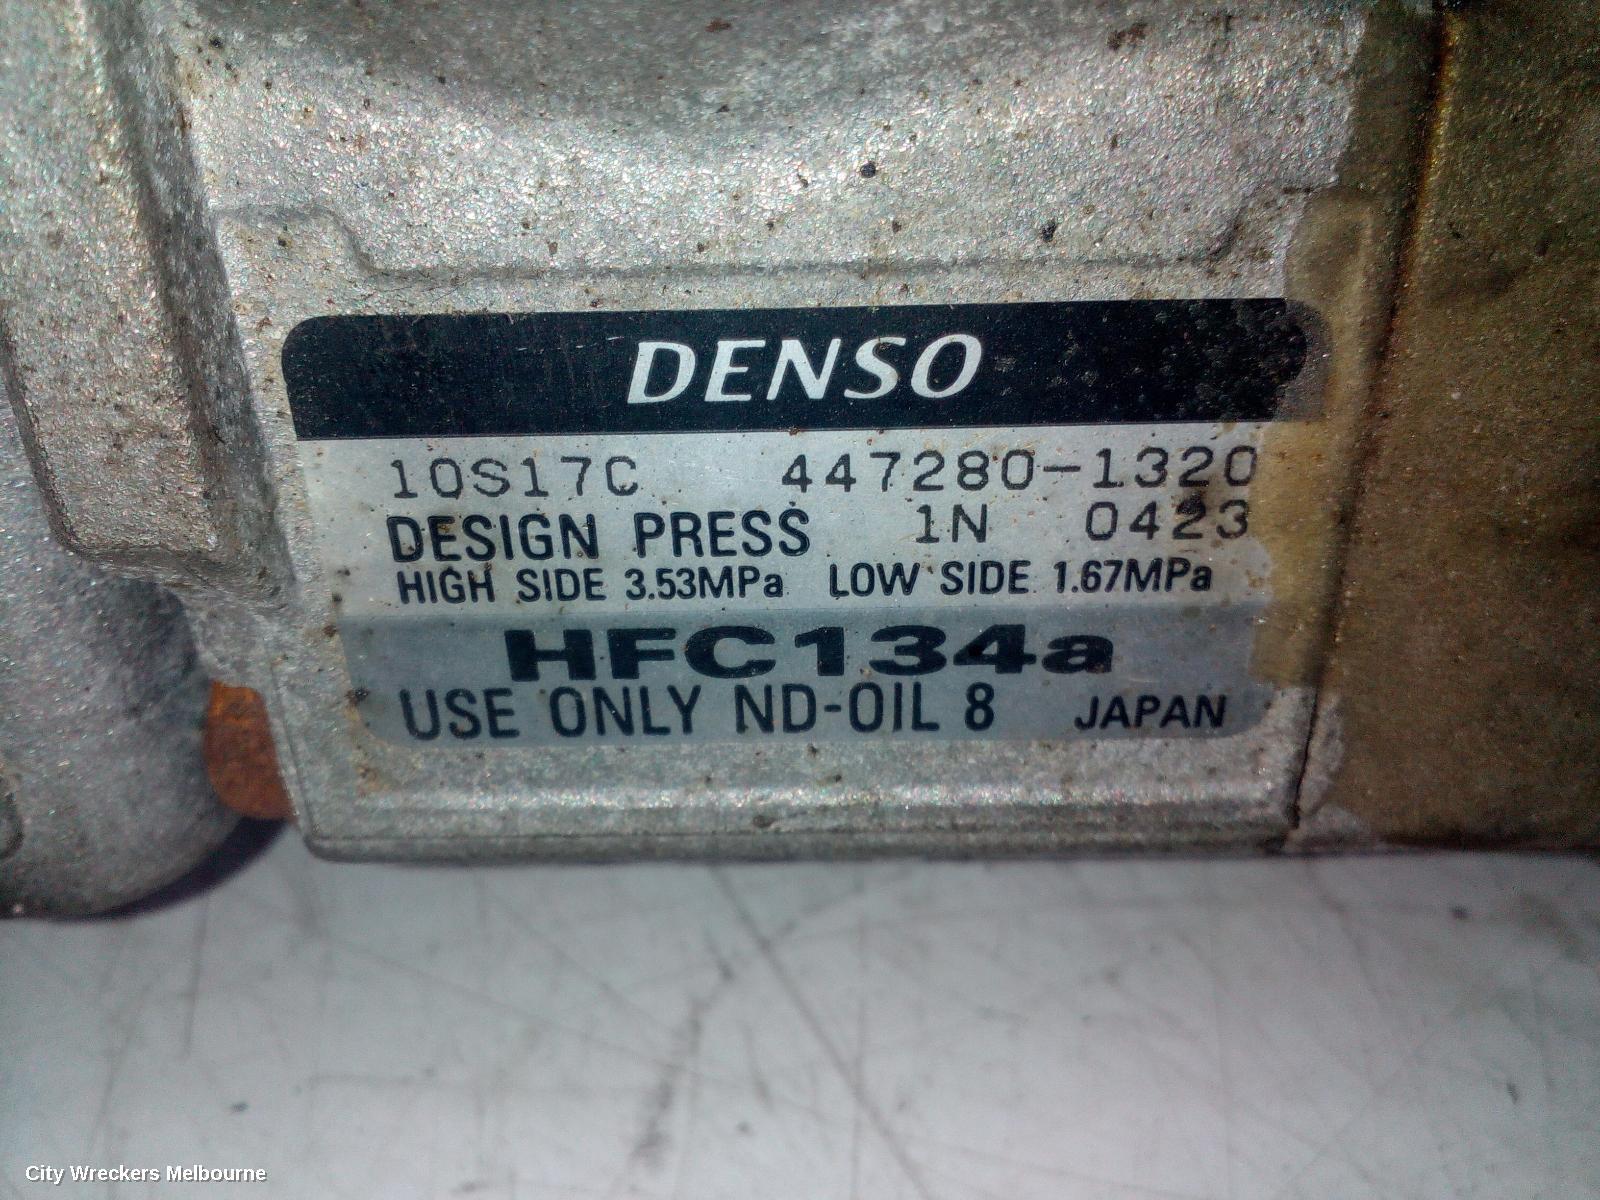 DENSO
10S17C 447280-1320
DESIGN PRESS 1N 0423
HIGH SIDE 3.53MPa LOW SIDE 1.67MPa
HFC134a
USE ONLY ND-OIL 8 JAPAN
City Wreckers Melbourne